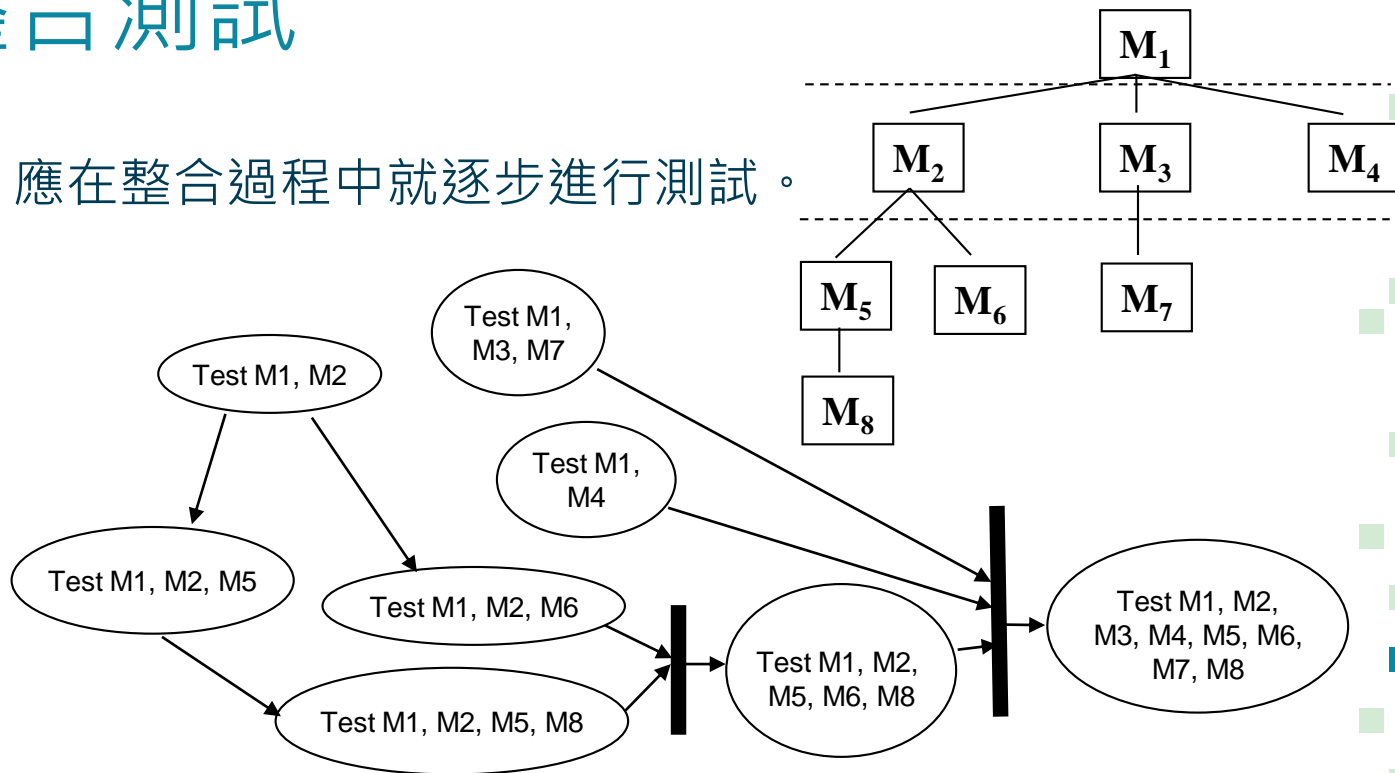 測試
應在整合過程中就逐步進行測試。
M1
M2
M3
M4
M5
M6
M7
M8
Test M1,
M3, M7
Test M1, M2
Test M1,
M4
Test M1, M2, M5
Test M1, M2, M6
Test M1, M2, M5, M8
Test M1, M2,
M5, M6, M8
Test M1, M2,
M3, M4, M5, M6,
M7, M8